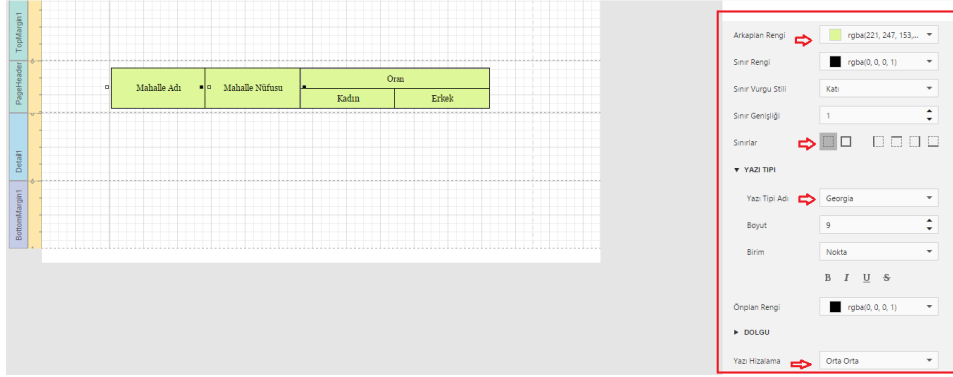 TopMargin1
PageHeader
Detail1
BottomMargin1
Mahalle Adı
Mahalle Nüfusu
Oran
Kadın
Erkek
Arkaplan Rengi
rgba(221, 247, 153,...
Sınır Rengi
rgba(0, 0, 0, 1)
Sınır Vurgu Stili
Katı
Sınır Genişliği
1
Sınırlar
YAZI TIPI
Yazı Tipi Adı
Georgia
Boyut
9
Birim
Nokta
B I U S
Önplan Rengi
rgba(0, 0, 0, 1)
DOLGU
Yazı Hizalama
Orta Orta